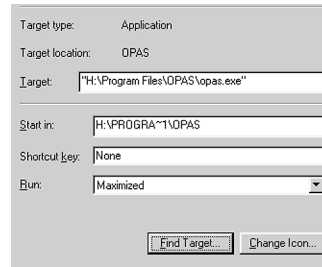 Target type: Application
Target location: OPAS
Target: "H:\Program Files\OPAS\opas.exe"
Start in: H:\PROGRA~1\OPAS
Shortcut key: None
Run: Maximized
Find Target... Change Icon...